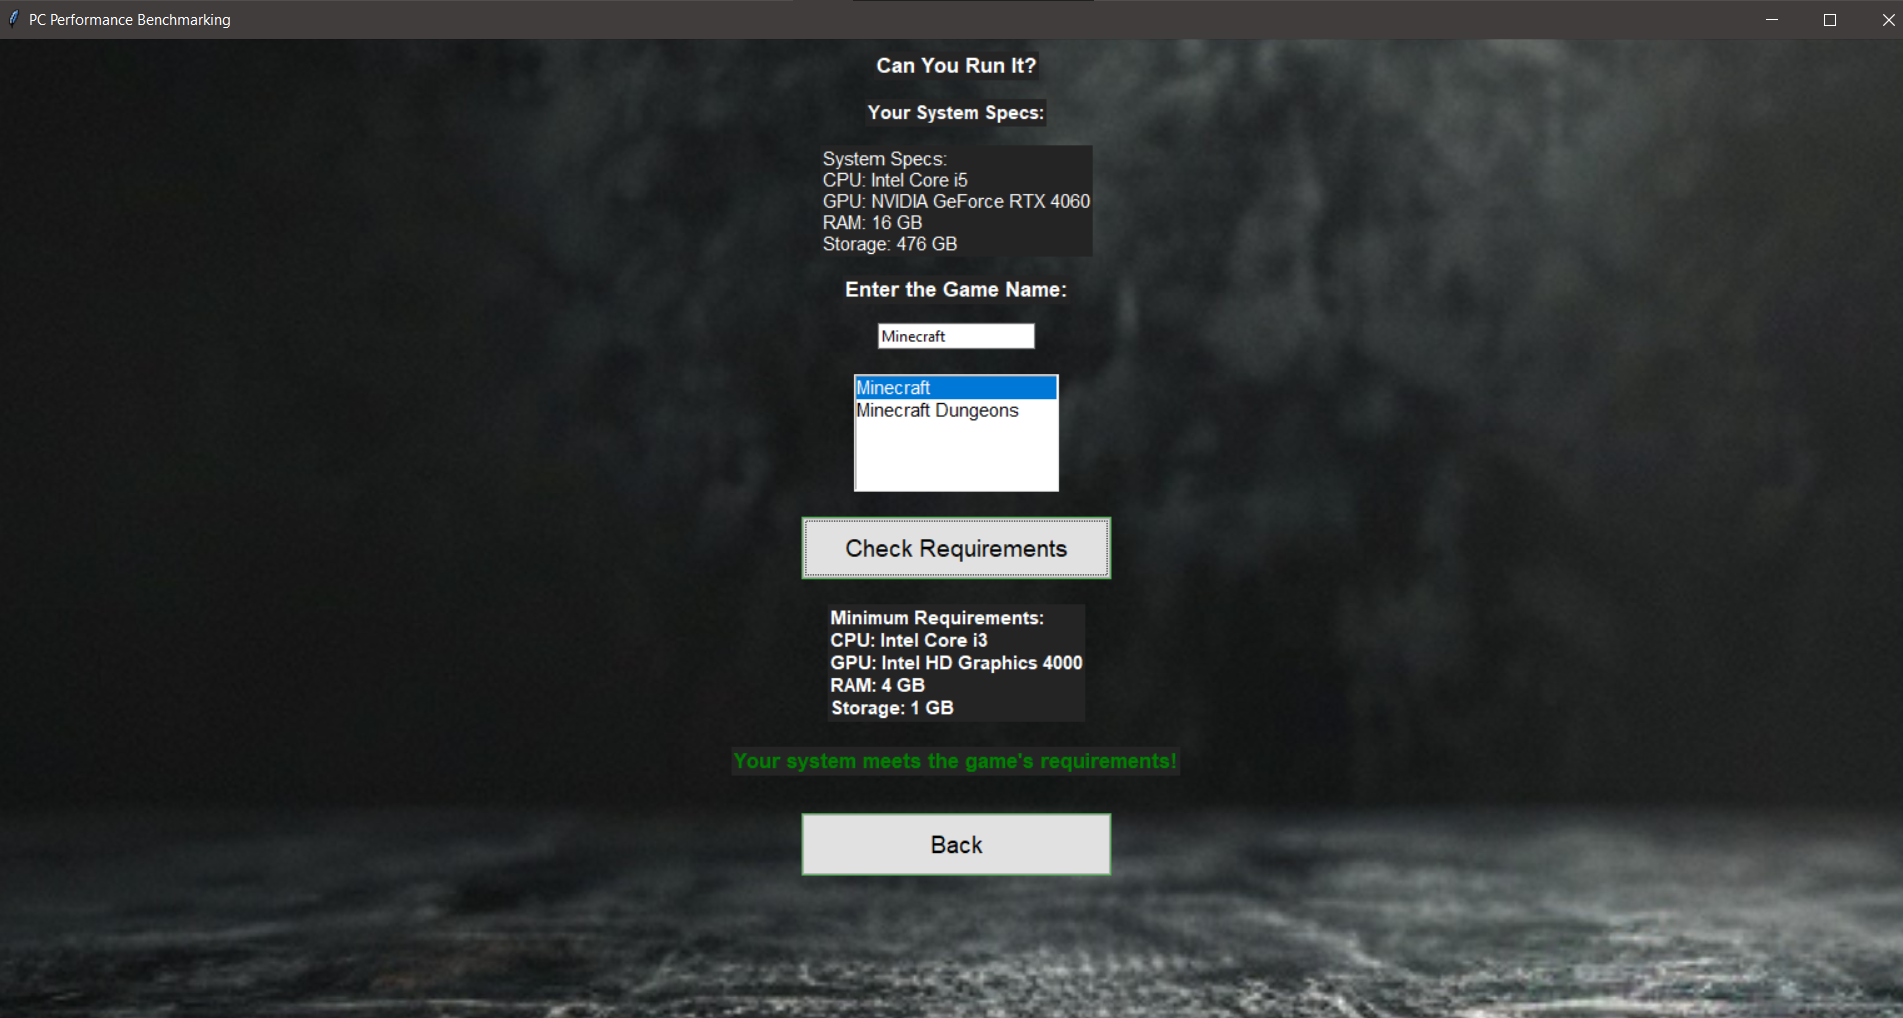 PC Performance Benchmarking
Can You Run It?
Your System Specs:
System Specs:
CPU: Intel Core i5
GPU: NVIDIA GeForce RTX 4060
RAM: 16 GB
Storage: 476 GB
Enter the Game Name:
Minecraft
Minecraft
Minecraft Dungeons
Check Requirements
Minimum Requirements:
CPU: Intel Core i3
GPU: Intel HD Graphics 4000
RAM: 4 GB
Storage: 1 GB
Your system meets the game's requirements!
Back